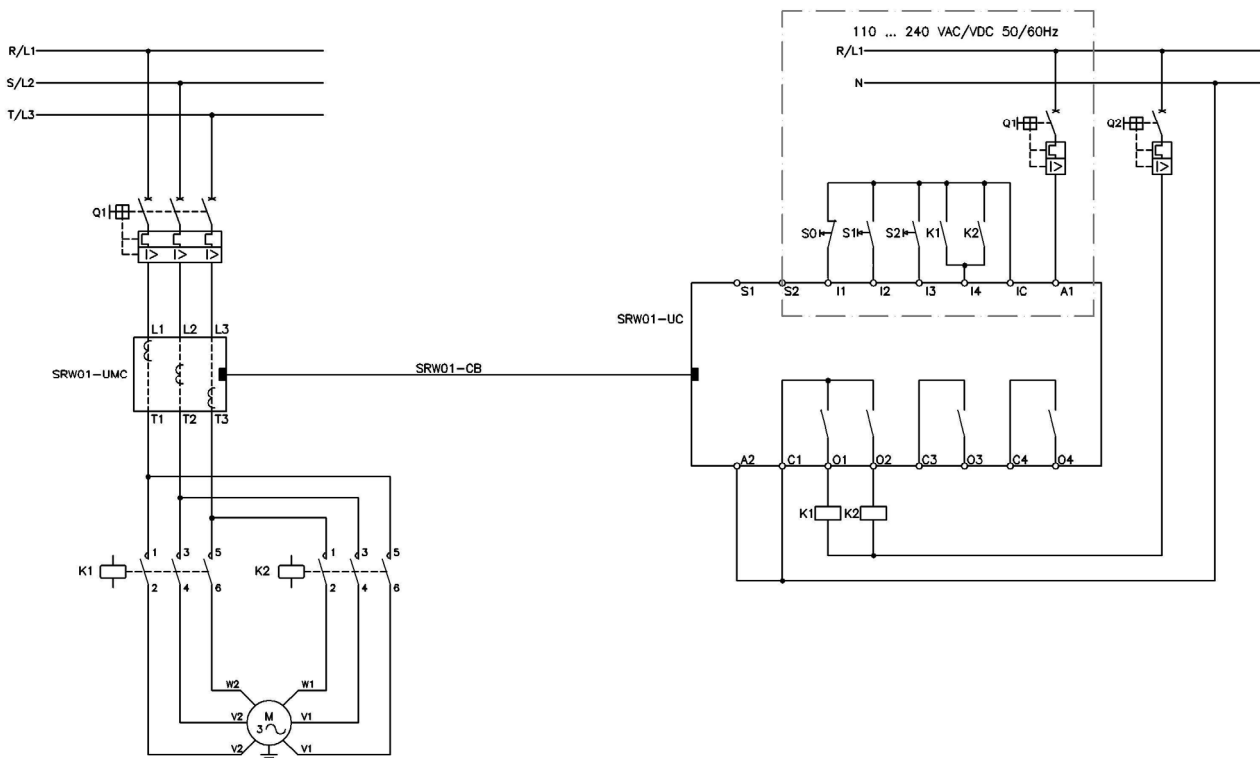 110 ... 240 VAC/VDC 50/60Hz
R/L1
S/L2
T/L3
R/L1
N
Q1
Q1
Q2
I> I> I>
I>
I>
S0
S1
S2
K1
K2
S1
S2
I1
I2
I3
I4
IC
A1
SRW01-UC
L1
L2
L3
SRW01-UMC
SRW01-CB
T1
T2
T3
A2
C1
O1
O2
C3
O3
C4
O4
K1
K2
K1
1
3
5
2
4
6
K2
1
3
5
2
4
6
W2
W1
V2
M
3
V1
V2
V1